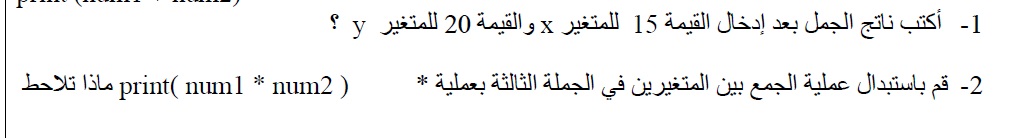 1- أكتب ناتج الجمل بعد إدخال القيمة 15 للمتغير x والقيمة 20 للمتغير y ؟
2- قم باستبدال عملية الجمع بين المتغيرين في الجملة الثالثة بعملية * print( num1 * num2 ) ماذا تلاحط